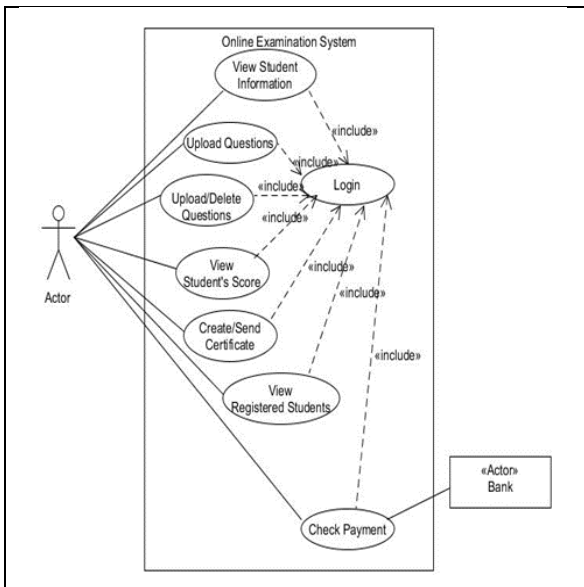 Online Examination System
View Student
Information
«include»
Upload Questions
«include»
Login
Upload/Delete
Questions
«include»
«include»
View
Student's Score
Actor
«include»
Create/Send
Certificate
«include»
View
Registered Students
«include»
«Actor»
Bank
Check Payment